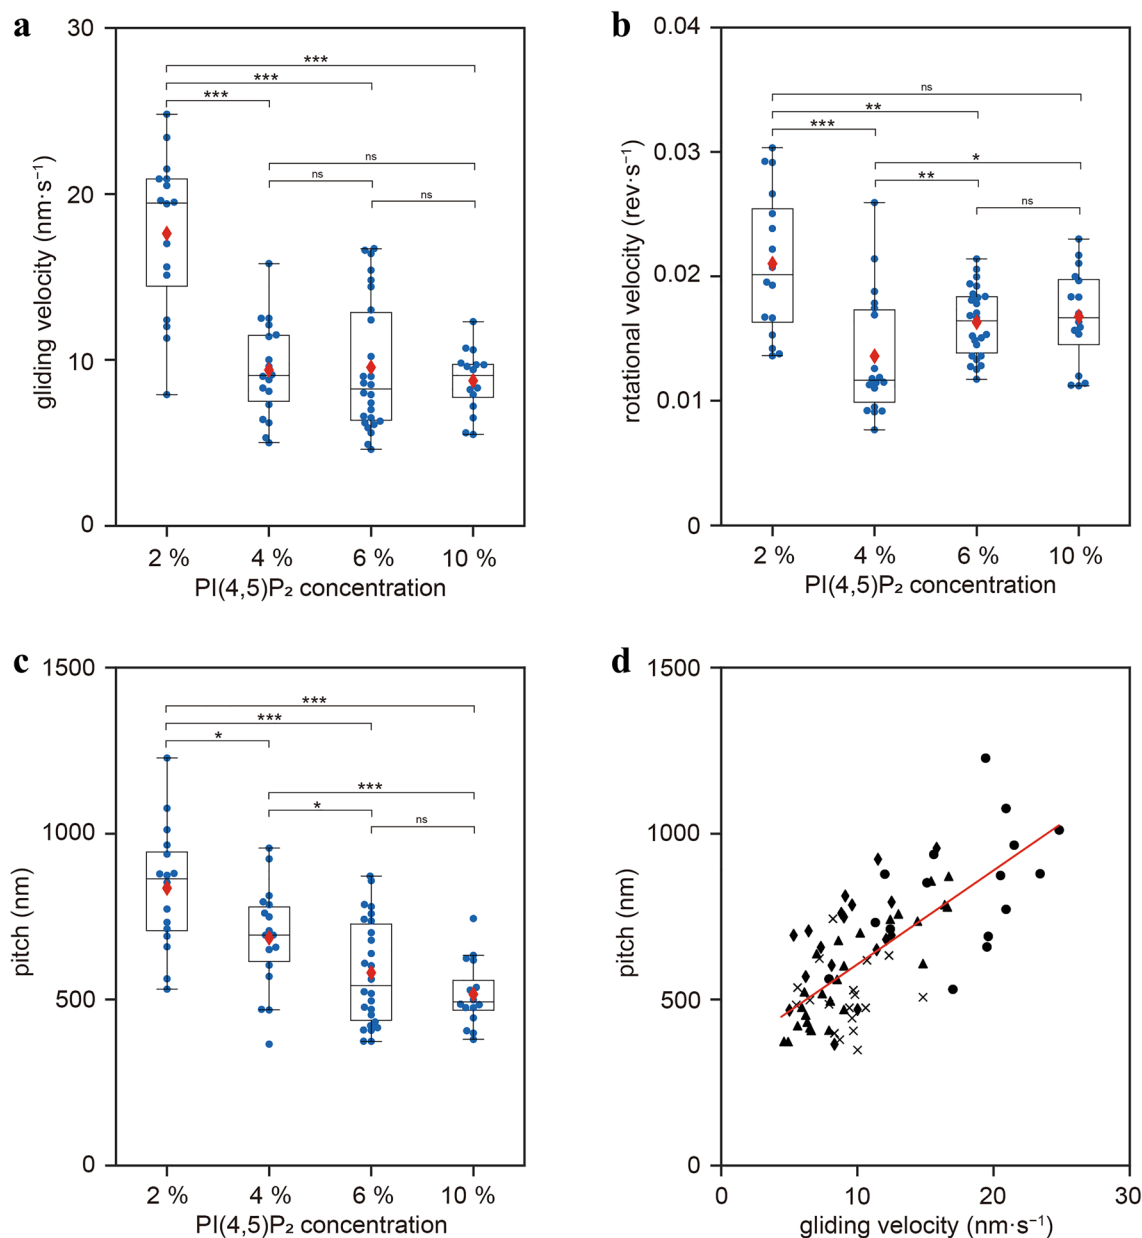 a
30
20
10
0
gliding velocity (nm·s⁻¹)
***
***
***
ns
ns
ns
2 %
4 %
6 %
10 %
PI(4,5)P₂ concentration
b
0.04
0.03
0.02
0.01
0
rotational velocity (rev·s⁻¹)
ns
**
***
*
**
ns
2 %
4 %
6 %
10 %
PI(4,5)P₂ concentration
c
1500
1000
500
0
pitch (nm)
***
***
*
***
*
ns
2 %
4 %
6 %
10 %
PI(4,5)P₂ concentration
d
1500
1000
500
0
pitch (nm)
0
10
20
30
gliding velocity (nm·s⁻¹)